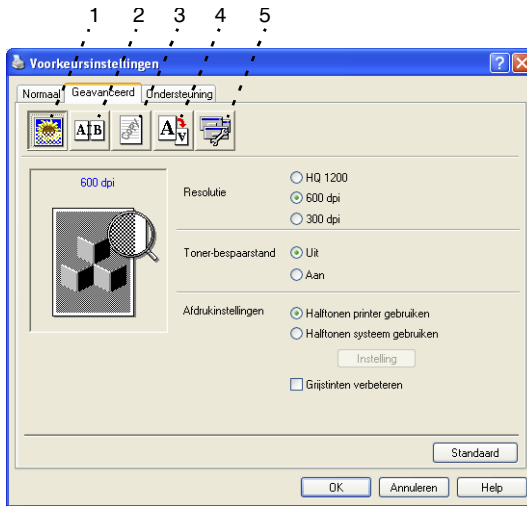 1 2 3 4 5
Voorkeursinstellingen
Normaal Geavanceerd Ondersteuning
A B
A A
600 dpi
Resolutie
HQ 1200
600 dpi
300 dpi
Toner-bespaarstand
Uit
Aan
Afdrukinstellingen
Halftonen printer gebruiken
Halftonen systeem gebruiken
Instelling
Grijstinten verbeteren
Standaard
OK Annuleren Help